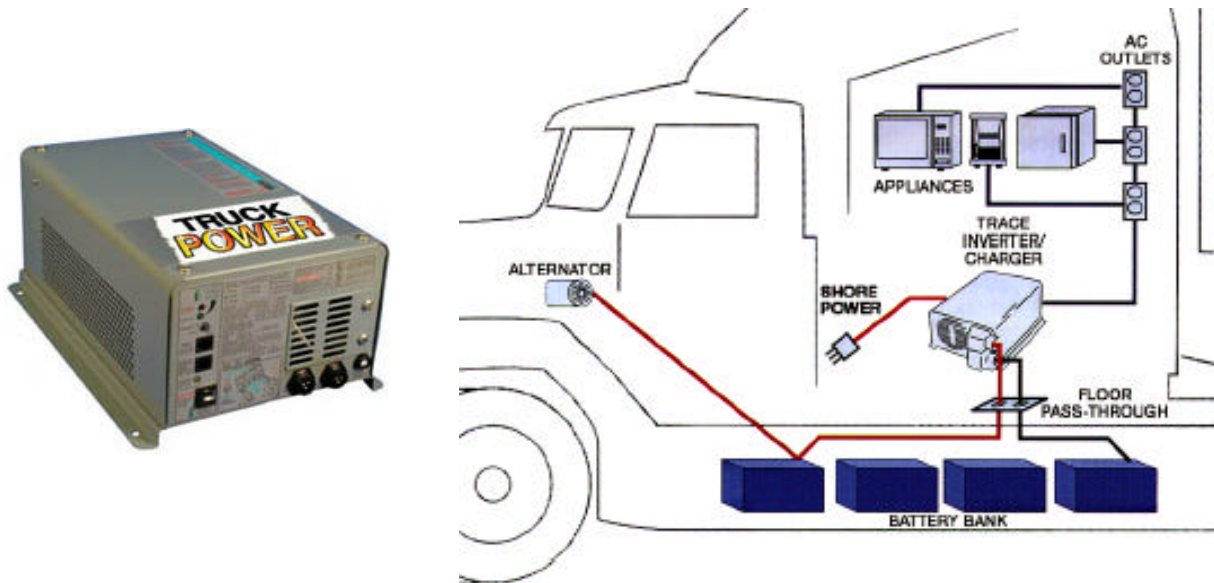 TRUCK
POWER
AC
OUTLETS
APPLIANCES
TRACE
INVERTER/
CHARGER
ALTERNATOR
SHORE
POWER
FLOOR
PASS-THROUGH
BATTERY BANK